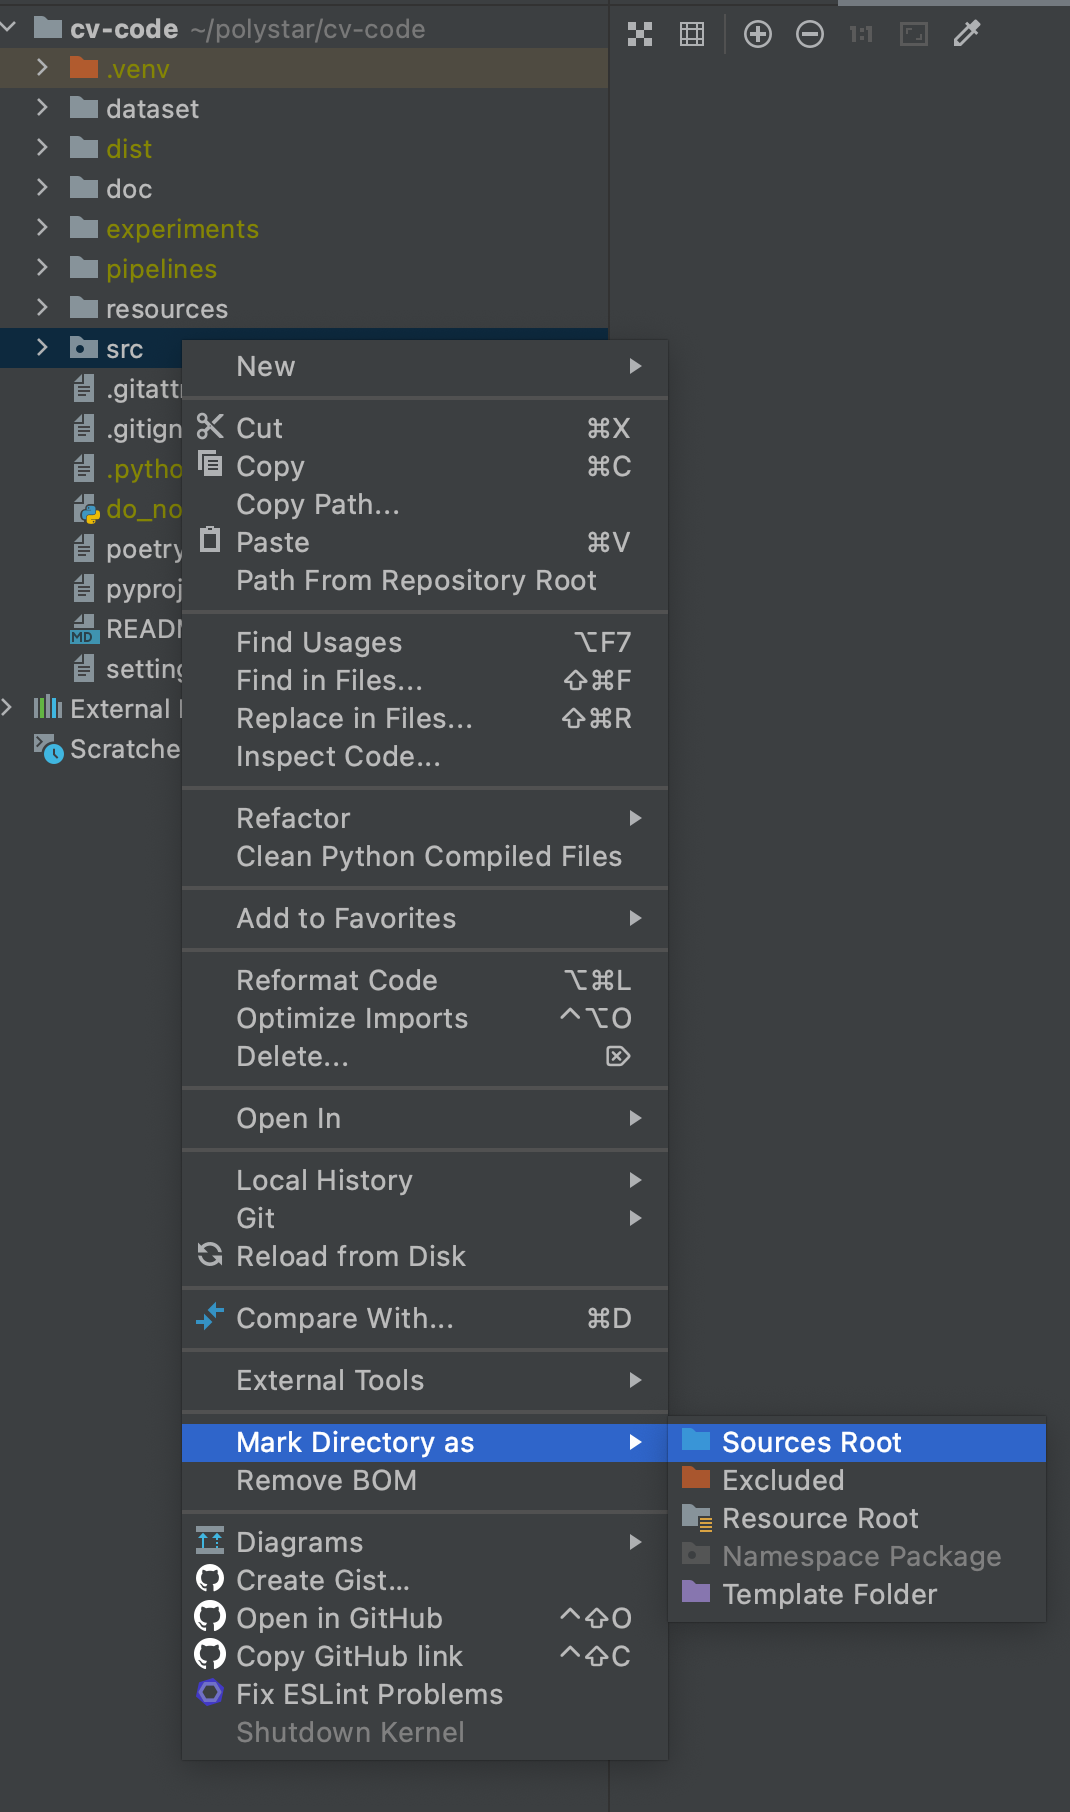 cv-code ~/polystar/cv-code
1:1
.venv
dataset
dist
doc
experiments
pipelines
resources
src
.gitatt
.gitign
.pytho
do_no
poetry
pyproj
READ
MD
setting
External
Scratche
New
Cut ⌘X
Copy ⌘C
Copy Path...
Paste ⌘V
Path From Repository Root
Find Usages ⌥F7
Find in Files... ⇧⌘F
Replace in Files... ⇧⌘R
Inspect Code...
Refactor
Clean Python Compiled Files
Add to Favorites
Reformat Code ⌥⌘L
Optimize Imports ^⌥O
Delete... ⌦
Open In
Local History
Git
Reload from Disk
Compare With... ⌘D
External Tools
Mark Directory as
Remove BOM
Sources Root
Excluded
Resource Root
Namespace Package
Template Folder
Diagrams
Create Gist...
Open in GitHub ^⇧O
Copy GitHub link ^⇧C
Fix ESLint Problems
Shutdown Kernel